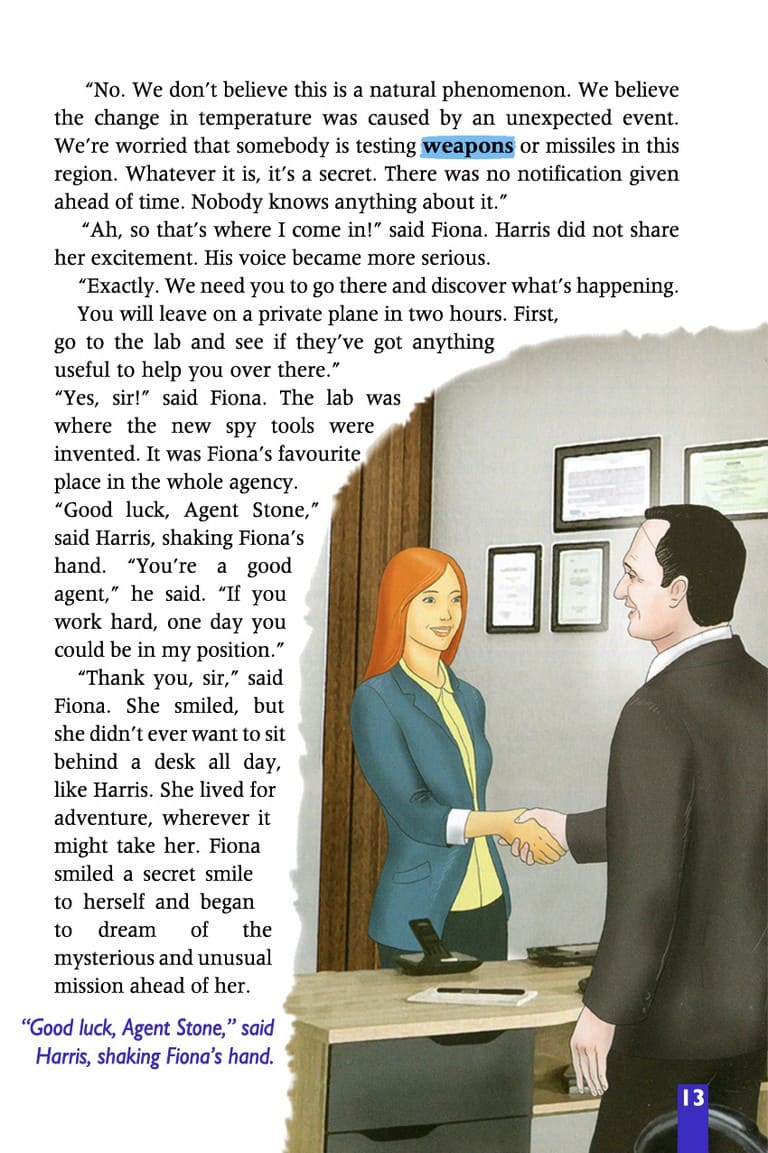 “No. We don’t believe this is a natural phenomenon. We believe
the change in temperature was caused by an unexpected event.
We’re worried that somebody is testing weapons or missiles in this
region. Whatever it is, it’s a secret. There was no notification given
ahead of time. Nobody knows anything about it.”
“Ah, so that’s where I come in!” said Fiona. Harris did not share
her excitement. His voice became more serious.
“Exactly. We need you to go there and discover what’s happening.
You will leave on a private plane in two hours. First,
go to the lab and see if they’ve got anything
useful to help you over there.”
“Yes, sir!” said Fiona. The lab was
where the new spy tools were
invented. It was Fiona’s favourite
place in the whole agency.
“Good luck, Agent Stone,”
said Harris, shaking Fiona’s
hand. “You’re a good
agent,” he said. “If you
work hard, one day you
could be in my position.”
“Thank you, sir,” said
Fiona. She smiled, but
she didn’t ever want to sit
behind a desk all day,
like Harris. She lived for
adventure, wherever it
might take her. Fiona
smiled a secret smile
to herself and began
to dream of the
mysterious and unusual
mission ahead of her.
“Good luck, Agent Stone,” said
Harris, shaking Fiona’s hand.
13